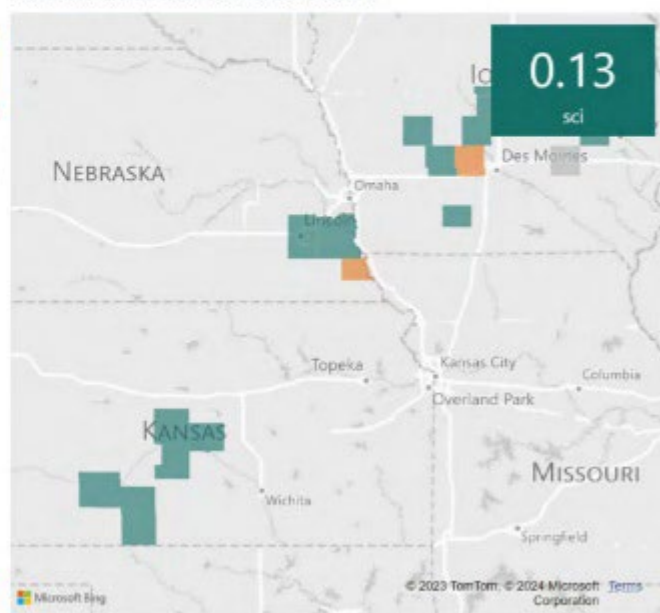 0.13
sci
NEBRASKA
Des Moines
Omaha
Lincoln
Topeka
Kansas City
Columbia
Overland Park
KANSAS
MISSOURI
Wichita
Springfield
Microsoft Bing
© 2023 TomTom, © 2024 Microsoft Terms
Corporation